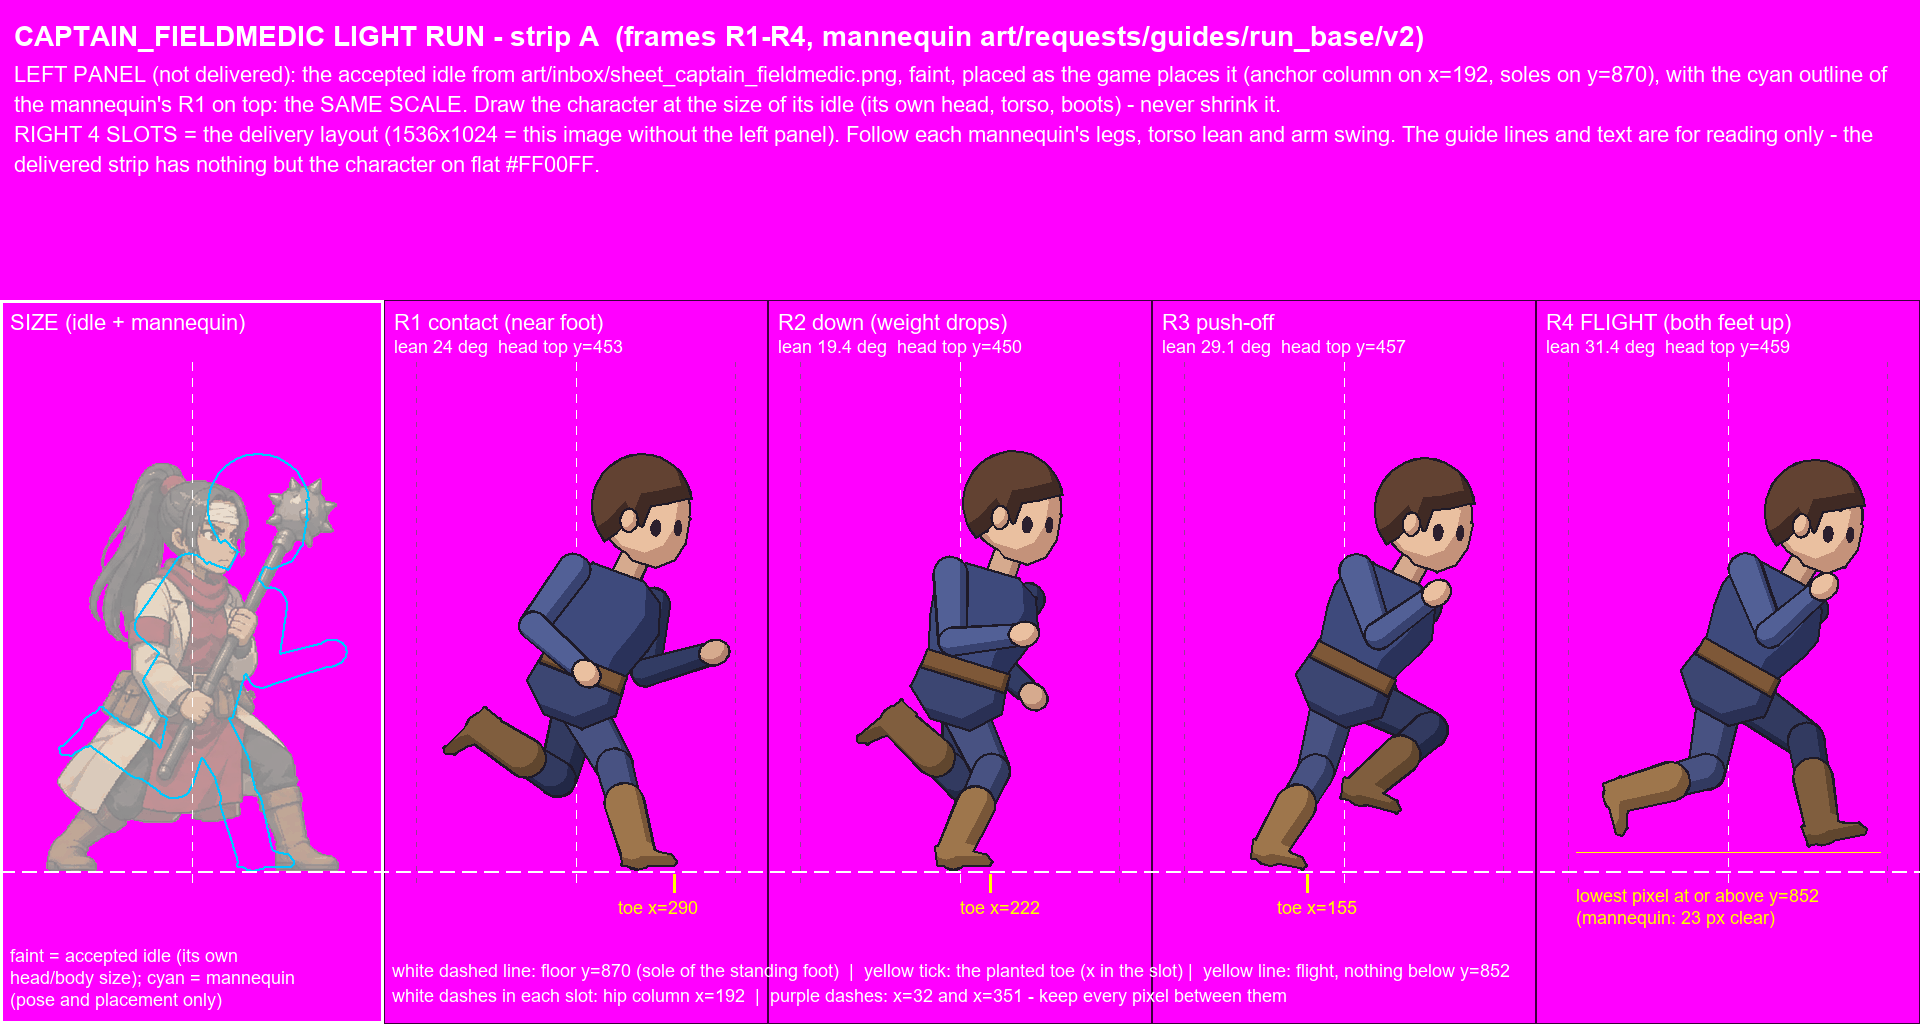 CAPTAIN_FIELDMEDIC LIGHT RUN - strip A (frames R1-R4, mannequin art/requests/guides/run_base/v2)
LEFT PANEL (not delivered): the accepted idle from art/inbox/sheet_captain_fieldmedic.png, faint, placed as the game places it (anchor column on x=192, soles on y=870), with the cyan outline of
the mannequin's R1 on top: the SAME SCALE. Draw the character at the size of its idle (its own head, torso, boots) - never shrink it.
RIGHT 4 SLOTS = the delivery layout (1536x1024 = this image without the left panel). Follow each mannequin's legs, torso lean and arm swing. The guide lines and text are for reading only - the
delivered strip has nothing but the character on flat #FF00FF.
SIZE (idle + mannequin)
R1 contact (near foot)
lean 24 deg head top y=453
R2 down (weight drops)
lean 19.4 deg head top y=450
R3 push-off
lean 29.1 deg head top y=457
R4 FLIGHT (both feet up)
lean 31.4 deg head top y=459
toe x=290
toe x=222
toe x=155
lowest pixel at or above y=852
(mannequin: 23 px clear)
faint = accepted idle (its own
head/body size); cyan = mannequin
(pose and placement only)
white dashed line: floor y=870 (sole of the standing foot) | yellow tick: the planted toe (x in the slot) | yellow line: flight, nothing below y=852
white dashes in each slot: hip column x=192 | purple dashes: x=32 and x=351 - keep every pixel between them